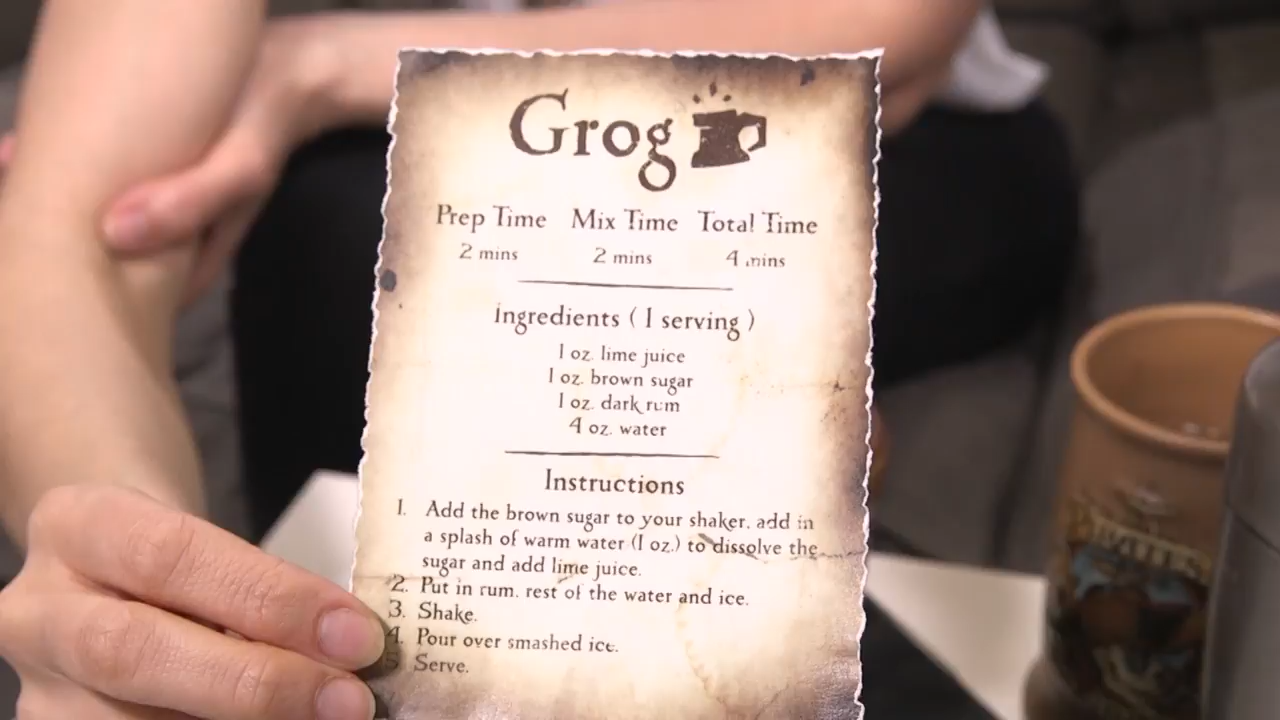 Grog
Prep Time Mix Time Total Time
2 mins 2 mins 4 mins
Ingredients ( 1 serving )
1 oz. lime juice
1 oz. brown sugar
1 oz. dark rum
4 oz. water
Instructions
1. Add the brown sugar to your shaker, add in
a splash of warm water (1 oz.) to dissolve the
sugar and add lime juice.
2. Put in rum, rest of the water and ice.
3. Shake.
4. Pour over smashed ice.
5. Serve.